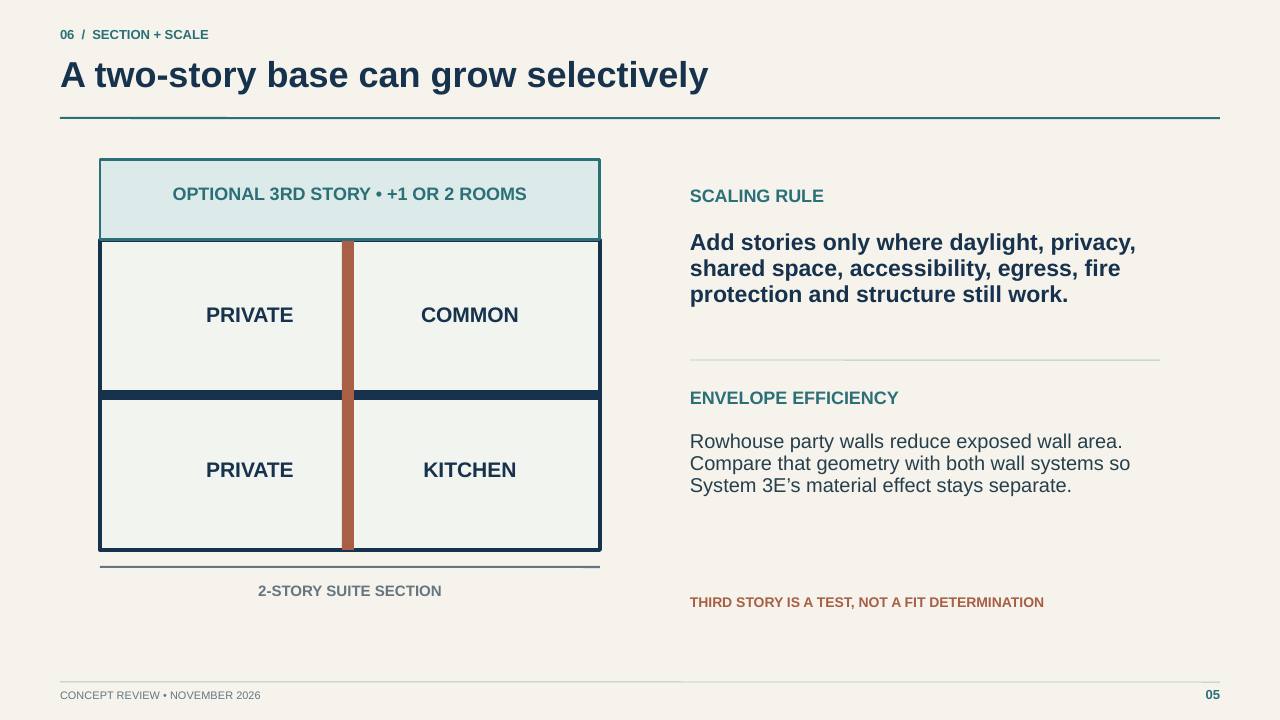 06 / SECTION + SCALE
A two-story base can grow selectively
OPTIONAL 3RD STORY • +1 OR 2 ROOMS
PRIVATE
COMMON
PRIVATE
KITCHEN
2-STORY SUITE SECTION
SCALING RULE
Add stories only where daylight, privacy,
shared space, accessibility, egress, fire
protection and structure still work.
ENVELOPE EFFICIENCY
Rowhouse party walls reduce exposed wall area.
Compare that geometry with both wall systems so
System 3E’s material effect stays separate.
THIRD STORY IS A TEST, NOT A FIT DETERMINATION
CONCEPT REVIEW • NOVEMBER 2026
05